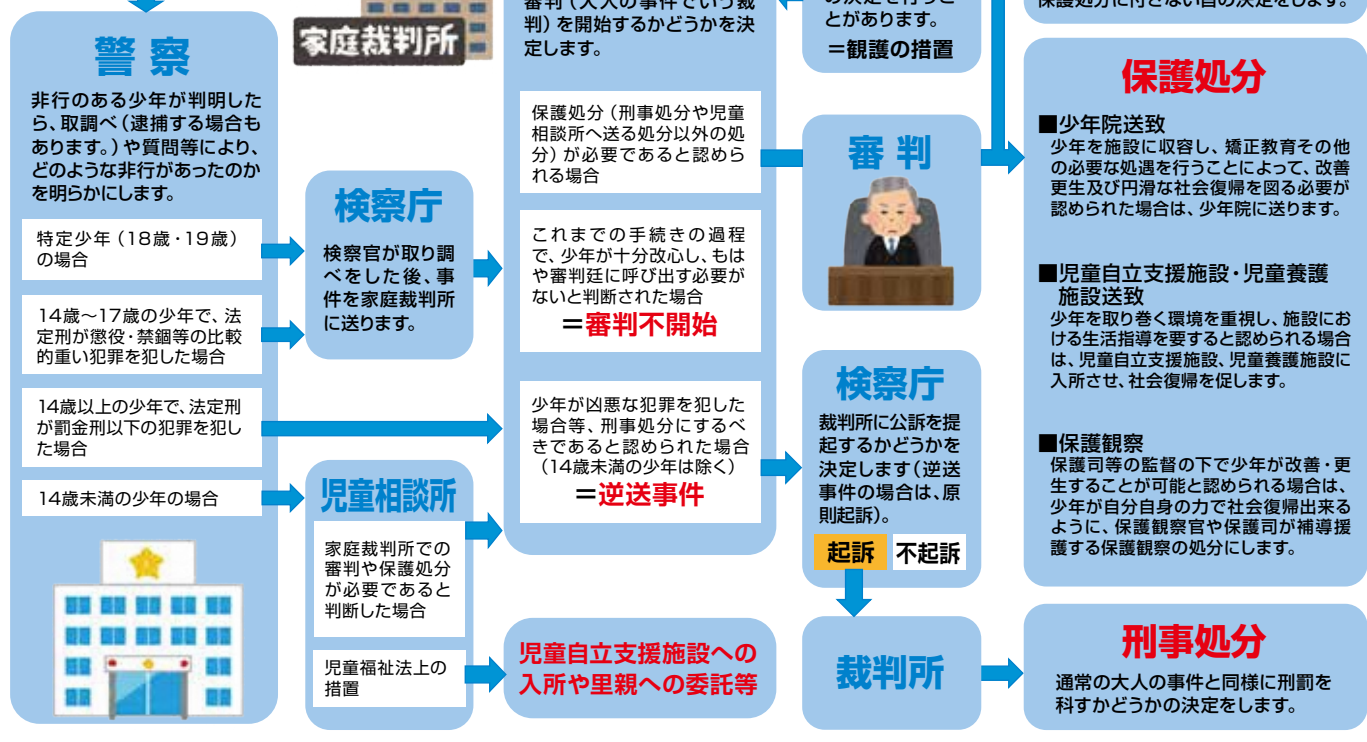 警 察
非行のある少年が判明した
ら、取調べ（逮捕する場合も
あります。）や質問等により、
どのような非行があったのか
を明らかにします。
特定少年（18歳・19歳）
の場合
14歳～17歳の少年で、法
定刑が懲役・禁錮等の比較
的重い犯罪を犯した場合
14歳以上の少年で、法定刑
が罰金刑以下の犯罪を犯し
た場合
14歳未満の少年の場合
家庭裁判所
検察庁
検察官が取り調
べをした後、事
件を家庭裁判所
に送ります。
児童相談所
家庭裁判所での
審判や保護処分
が必要であると
判断した場合
児童福祉法上の
措置
審判（大人の事件でいう裁
判）を開始するかどうかを決
定します。
保護処分（刑事処分や児童
相談所へ送る処分以外の処
分）が必要であると認めら
れる場合
これまでの手続きの過程
で、少年が十分改心し、もは
や審判廷に呼び出す必要が
ないと判断された場合
＝審判不開始
少年が凶悪な犯罪を犯した
場合等、刑事処分にするべ
きであると認められた場合
（14歳未満の少年は除く）
＝逆送事件
児童自立支援施設への
入所や里親への委託等
の決定を行うこ
とがあります。
＝観護の措置
審 判
検察庁
裁判所に公訴を提
起するかどうかを
決定します（逆送
事件の場合は、原
則起訴）。
起訴 不起訴
裁判所
保護処分に付さない旨の決定をします。
保護処分
■少年院送致
少年を施設に収容し、矯正教育その他
の必要な処遇を行うことによって、改善
更生及び円滑な社会復帰を図る必要が
認められた場合は、少年院に送ります。
■児童自立支援施設・児童養護
施設送致
少年を取り巻く環境を重視し、施設にお
ける生活指導を要すると認められる場合
は、児童自立支援施設、児童養護施設に
入所させ、社会復帰を促します。
■保護観察
保護司等の監督の下で少年が改善・更
生することが可能と認められる場合は、
少年が自分自身の力で社会復帰出来る
ように、保護観察官や保護司が補導援
護する保護観察の処分にします。
刑事処分
通常の大人の事件と同様に刑罰を
科すかどうかの決定をします。